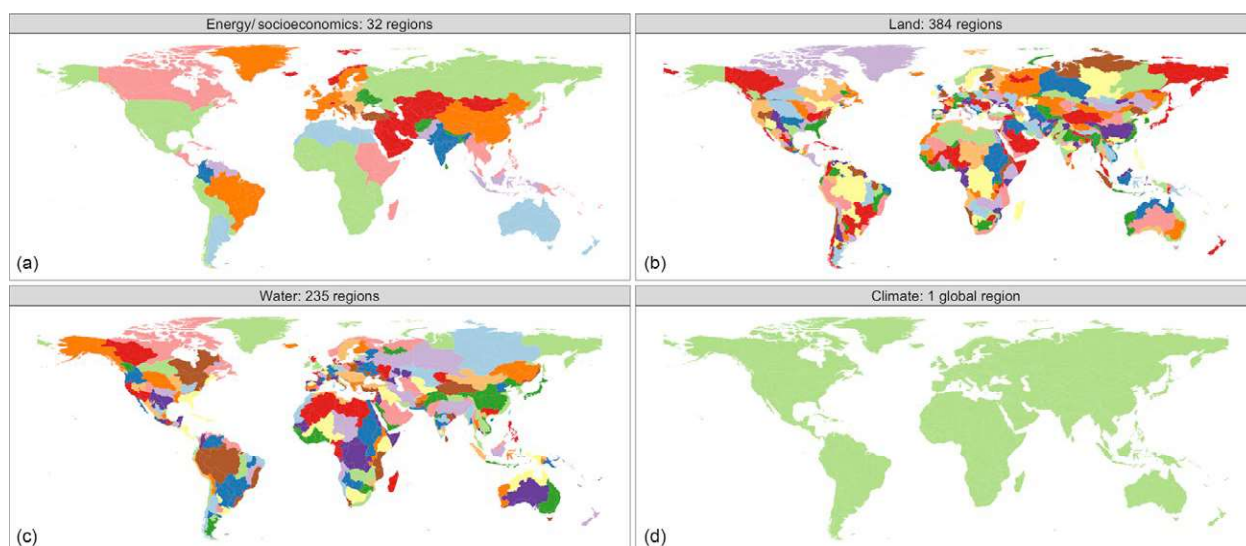 Energy/ socioeconomics: 32 regions
Land: 384 regions
(a)
(b)
Water: 235 regions
Climate: 1 global region
(c)
(d)